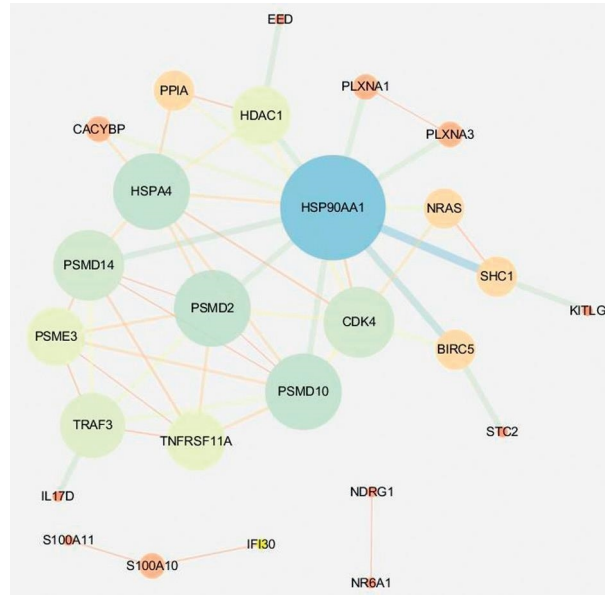 EED
PPIA
PLXNA1
HDAC1
CACYBP
PLXNA3
HSPA4
HSP90AA1
NRAS
PSMD14
SHC1
PSMD2
KITLG
CDK4
PSME3
BIRC5
PSMD10
TRAF3
STC2
TNFRSF11A
IL17D
NDRG1
S100A11
IFI30
S100A10
NR6A1